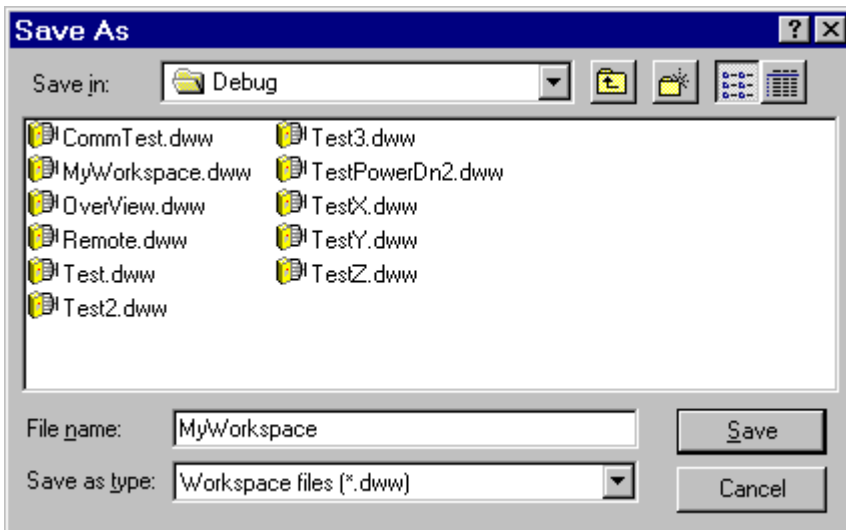 Save As
Save in: Debug
CommTest.dww Test3.dww
MyWorkspace.dww TestPowerDn2.dww
OverView.dww TestX.dww
Remote.dww TestY.dww
Test.dww TestZ.dww
Test2.dww
File name: MyWorkspace Save
Save as type: Workspace files (*.dww) Cancel